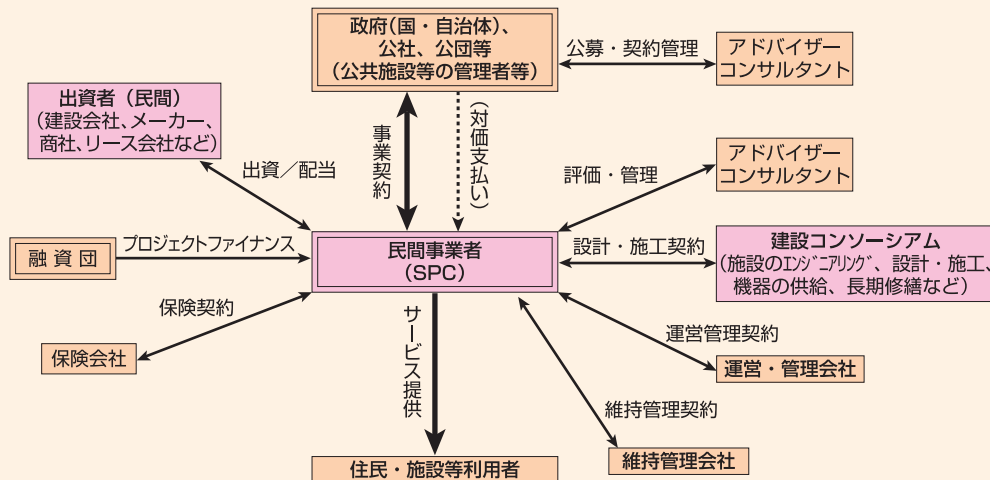 政府(国・自治体)、
公社、公団等
(公共施設等の管理者等)
公募・契約管理
アドバイザー
コンサルタント
出資者（民間）
(建設会社、メーカー、
商社、リース会社など)
出資／配当
事業契約
(対価支払い)
評価・管理
アドバイザー
コンサルタント
融資団
プロジェクトファイナンス
民間事業者
(SPC)
設計・施工契約
建設コンソーシアム
(施設のｴﾝｼﾞﾆｱﾘﾝｸﾞ、設計・施工、
機器の供給、長期修繕など)
保険契約
保険会社
サービス提供
運営管理契約
運営・管理会社
維持管理契約
維持管理会社
住民・施設等利用者